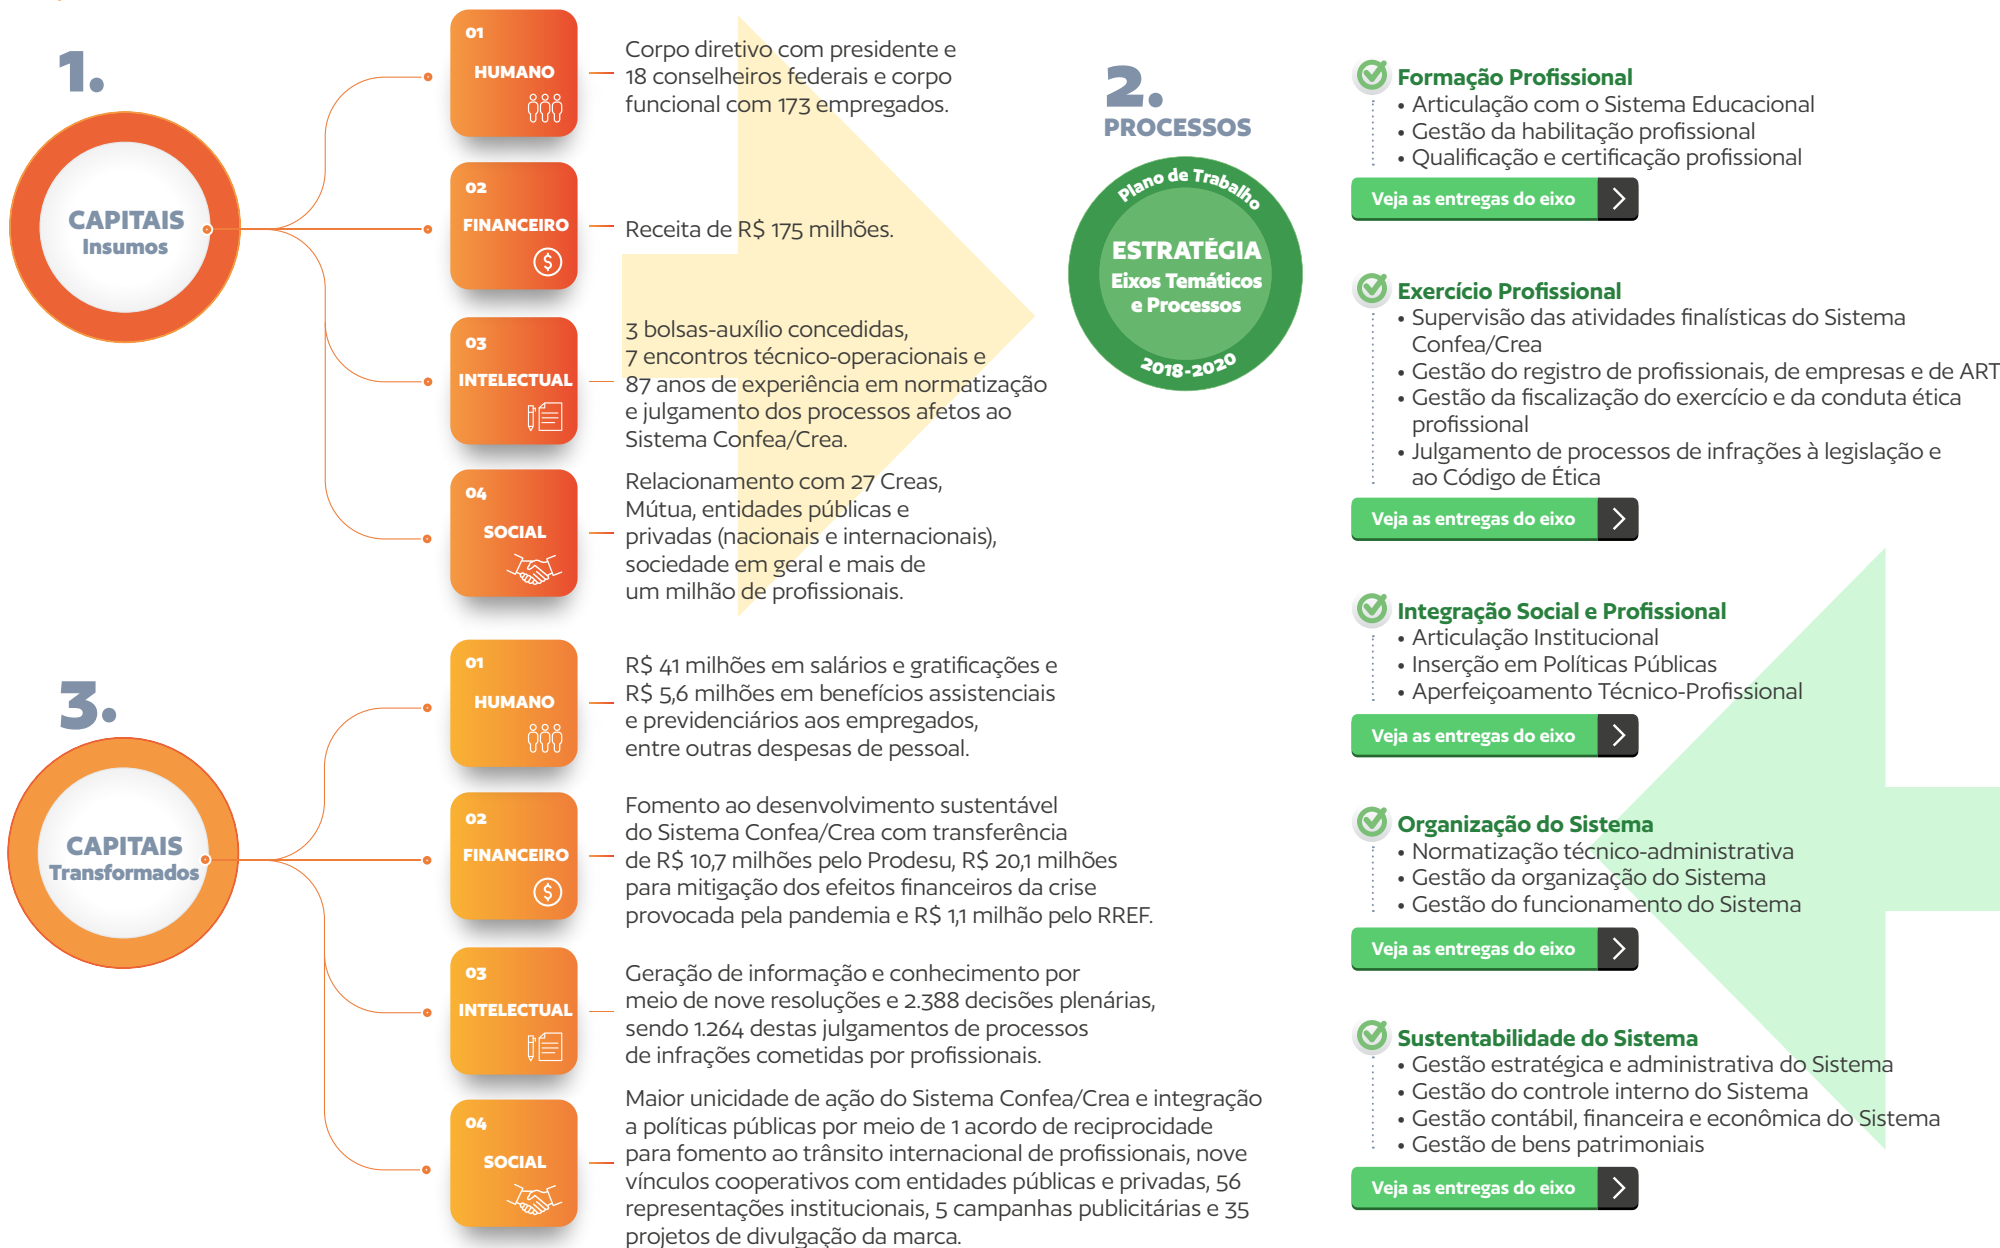 1.
CAPITAIS
Insumos
01
HUMANO
Corpo diretivo com presidente e
18 conselheiros federais e corpo
funcional com 173 empregados.
02
FINANCEIRO
Receita de R$ 175 milhões.
03
INTELECTUAL
3 bolsas-auxílio concedidas,
7 encontros técnico-operacionais e
87 anos de experiência em normatização
e julgamento dos processos afetos ao
Sistema Confea/Crea.
04
SOCIAL
Relacionamento com 27 Creas,
Mútua, entidades públicas e
privadas (nacionais e internacionais),
sociedade em geral e mais de
um milhão de profissionais.
2.
PROCESSOS
Plano de Trabalho
ESTRATÉGIA
Eixos Temáticos
e Processos
2018-2020
Formação Profissional
• Articulação com o Sistema Educacional
• Gestão da habilitação profissional
• Qualificação e certificação profissional
Veja as entregas do eixo
Exercício Profissional
• Supervisão das atividades finalísticas do Sistema
Confea/Crea
• Gestão do registro de profissionais, de empresas e de ART
• Gestão da fiscalização do exercício e da conduta ética
profissional
• Julgamento de processos de infrações à legislação e
ao Código de Ética
Veja as entregas do eixo
Integração Social e Profissional
• Articulação Institucional
• Inserção em Políticas Públicas
• Aperfeiçoamento Técnico-Profissional
Veja as entregas do eixo
Organização do Sistema
• Normatização técnico-administrativa
• Gestão da organização do Sistema
• Gestão do funcionamento do Sistema
Veja as entregas do eixo
Sustentabilidade do Sistema
• Gestão estratégica e administrativa do Sistema
• Gestão do controle interno do Sistema
• Gestão contábil, financeira e econômica do Sistema
• Gestão de bens patrimoniais
Veja as entregas do eixo
3.
CAPITAIS
Transformados
01
HUMANO
R$ 41 milhões em salários e gratificações e
R$ 5,6 milhões em benefícios assistenciais
e previdenciários aos empregados,
entre outras despesas de pessoal.
02
FINANCEIRO
Fomento ao desenvolvimento sustentável
do Sistema Confea/Crea com transferência
de R$ 10,7 milhões pelo Prodesu, R$ 20,1 milhões
para mitigação dos efeitos financeiros da crise
provocada pela pandemia e R$ 1,1 milhão pelo RREF.
03
INTELECTUAL
Geração de informação e conhecimento por
meio de nove resoluções e 2.388 decisões plenárias,
sendo 1.264 destas julgamentos de processos
de infrações cometidas por profissionais.
04
SOCIAL
Maior unicidade de ação do Sistema Confea/Crea e integração
a políticas públicas por meio de 1 acordo de reciprocidade
para fomento ao trânsito internacional de profissionais, nove
vínculos cooperativos com entidades públicas e privadas, 56
representações institucionais, 5 campanhas publicitárias e 35
projetos de divulgação da marca.